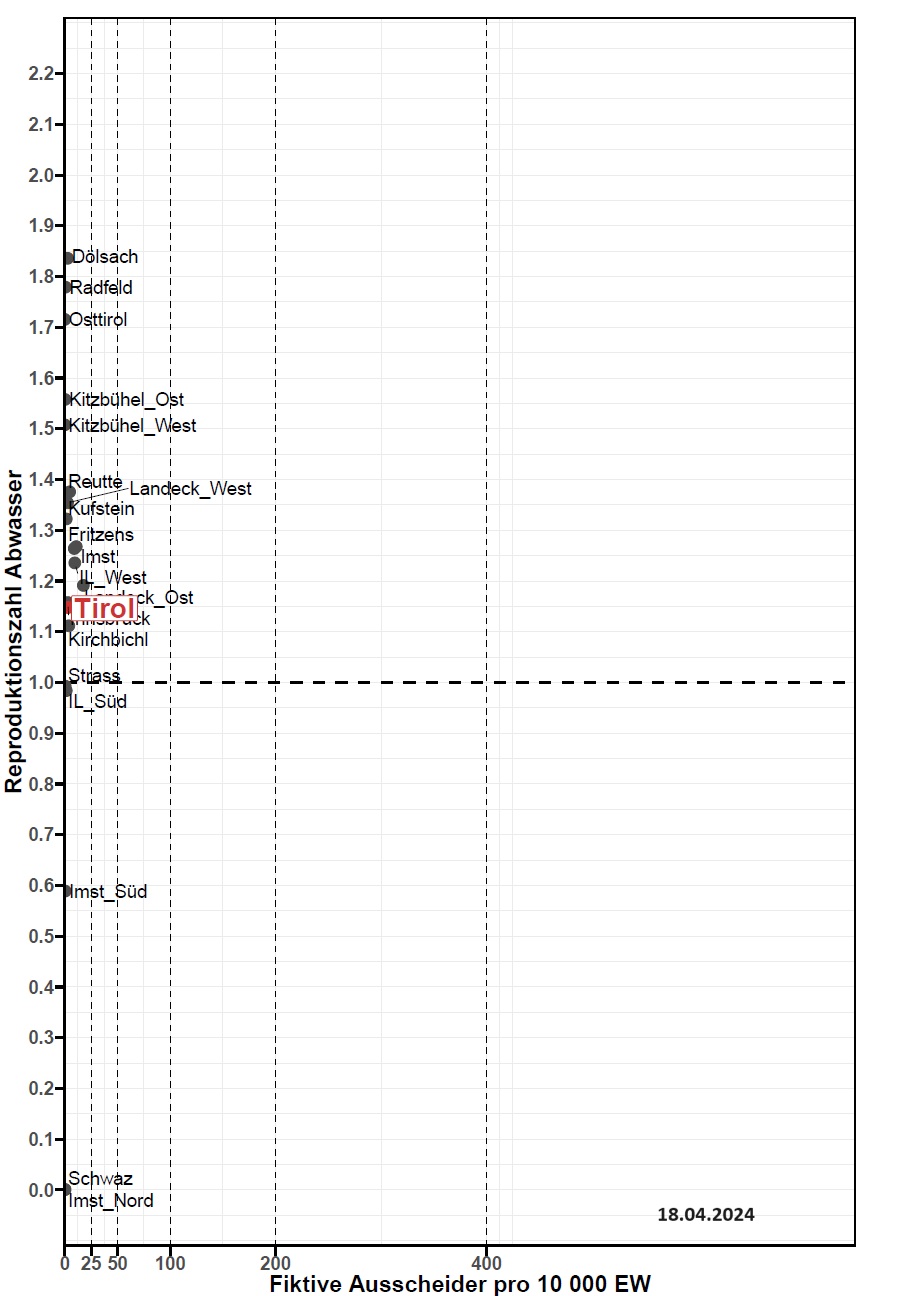 2.2
2.1
2.0
1.9
Dölsach
1.8
Radfeld
Osttirol
1.7
1.6
Kitzbühel_Ost
Kitzbühel_West
1.5
1.4
Reutte
Landeck_West
Kufstein
1.3
Fritzens
Imst
IL_West
1.2
Landeck_Ost
Tirol
Innsbruck
1.1
Kirchbichl
Strass
1.0
IL_Süd
0.9
0.8
0.7
0.6
Imst_Süd
0.5
0.4
0.3
0.2
0.1
Schwaz
0.0
Imst_Nord
18.04.2024
0 25 50 100 200 400
Fiktive Ausscheider pro 10 000 EW
Reproduktionszahl Abwasser